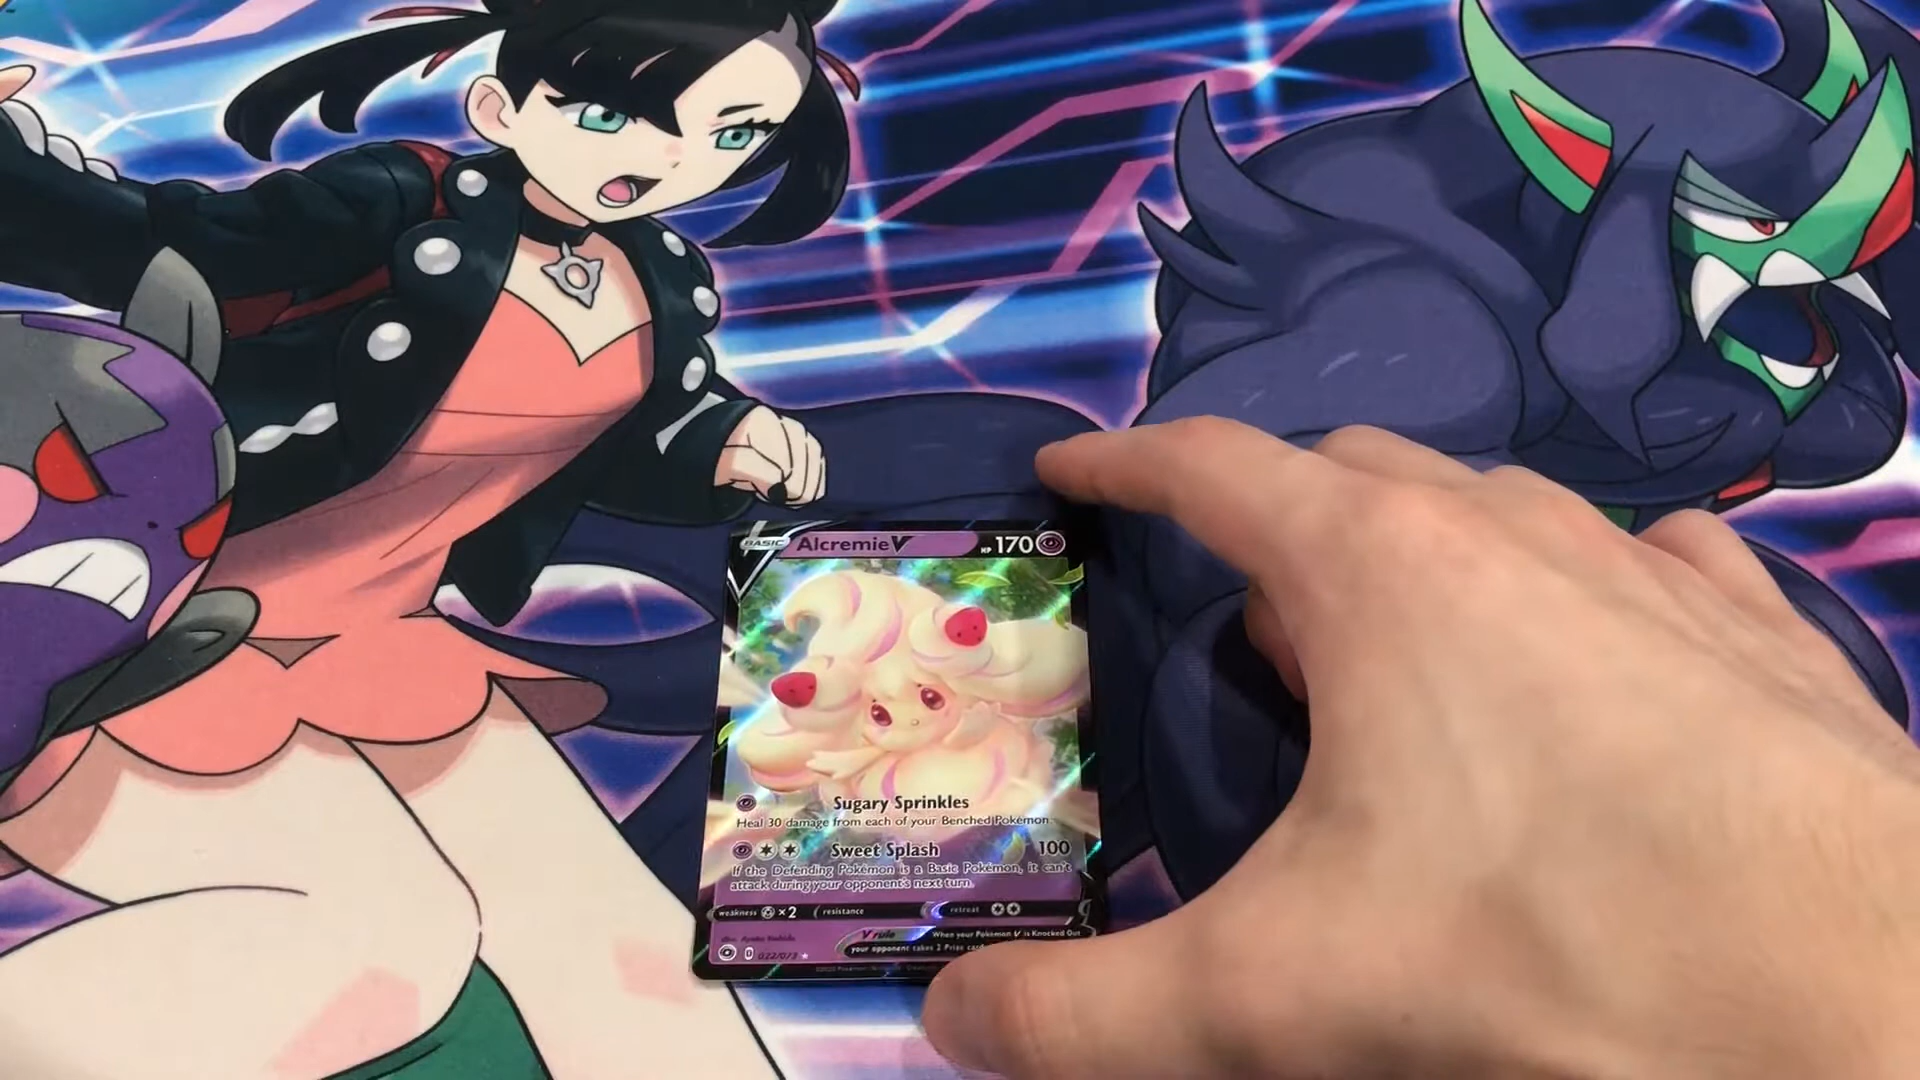 BASIC Alcremie V HP 170
Sugary Sprinkles
Heal 30 damage from each of your Benched Pokémon.
Sweet Splash 100
If the Defending Pokémon is a Basic Pokémon, it can't
attack during your opponent's next turn.
weakness ×2 resistance retreat
V rule When your Pokémon V is Knocked Out
your opponent takes 2 Prize
022/073